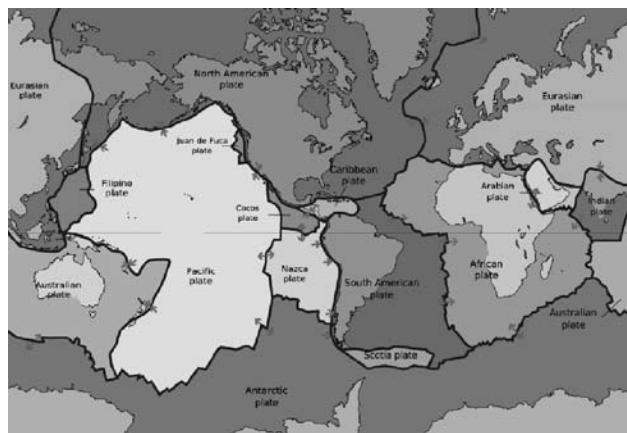 North American
plate
Eurasian
plate
Eurasian
plate
Juan de Fuca
plate
Caribbean
plate
Filipino
plate
Arabian
plate
Indian
plate
Cocos
plate
Pacific
plate
Nazca
plate
South American
plate
African
plate
Australian
plate
Australian
plate
Scotia plate
Antarctic
plate